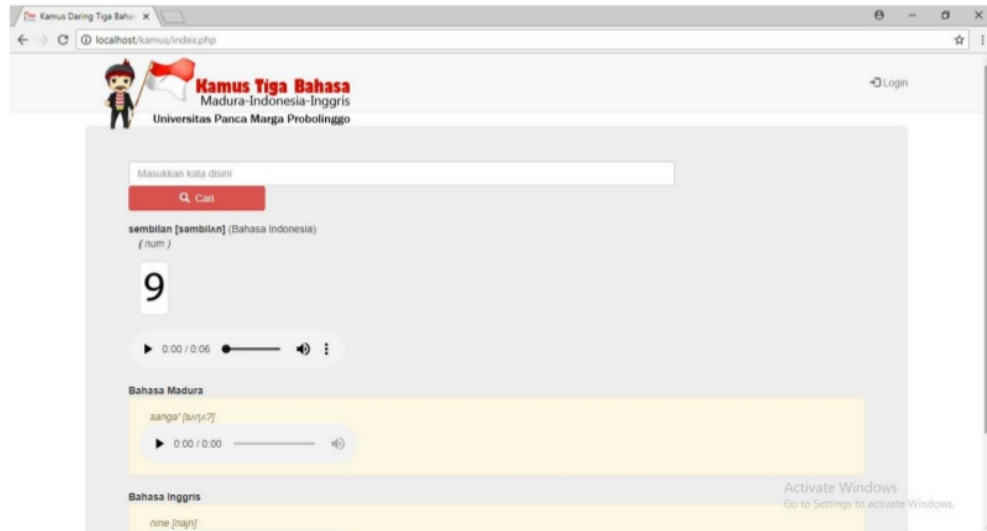 Kamus Daring Tiga Baha
localhost/kamus/index.php
Kamus Tiga Bahasa
Madura-Indonesia-Inggris
Universitas Panca Marga Probolinggo
Login
Masukkan kata disini
Cari
sembilan [səmbilʌn] (Bahasa Indonesia)
( num )
9
0:00 / 0:06
Bahasa Madura
sanga' [sʌŋʌ?]
0:00 / 0:00
Activate Windows
Go to Settings to activate Windows.
Bahasa Inggris
nine [najn]